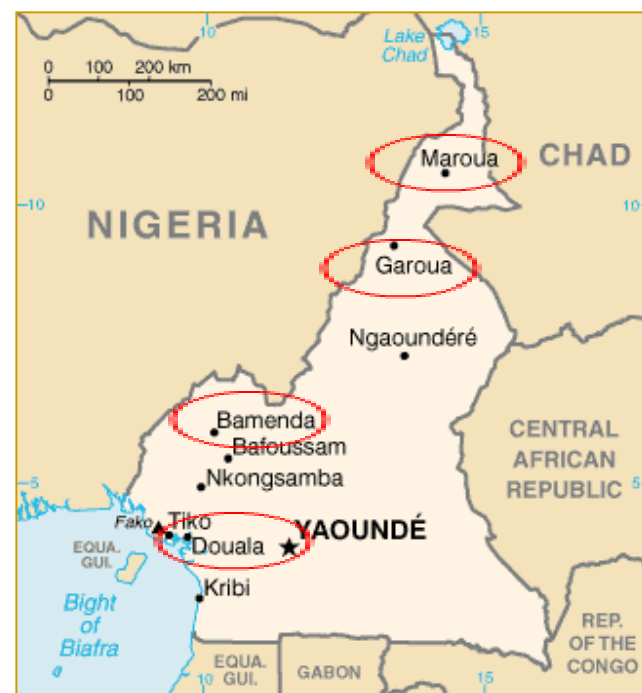 10
15
Lake
Chad
0 100 200 km
0 100 200 mi
Maroua
CHAD
10
10
NIGERIA
Garoua
Ngaoundéré
Bamenda
CENTRAL
AFRICAN
REPUBLIC
Bafoussam
Nkongsamba
5
5
Fako
Tiko
YAOUNDÉ
Douala
EQUA.
GUI.
Kribi
Bight
of
Biafra
REP.
OF THE
CONGO
EQUA.
GUI.
GABON
10
15